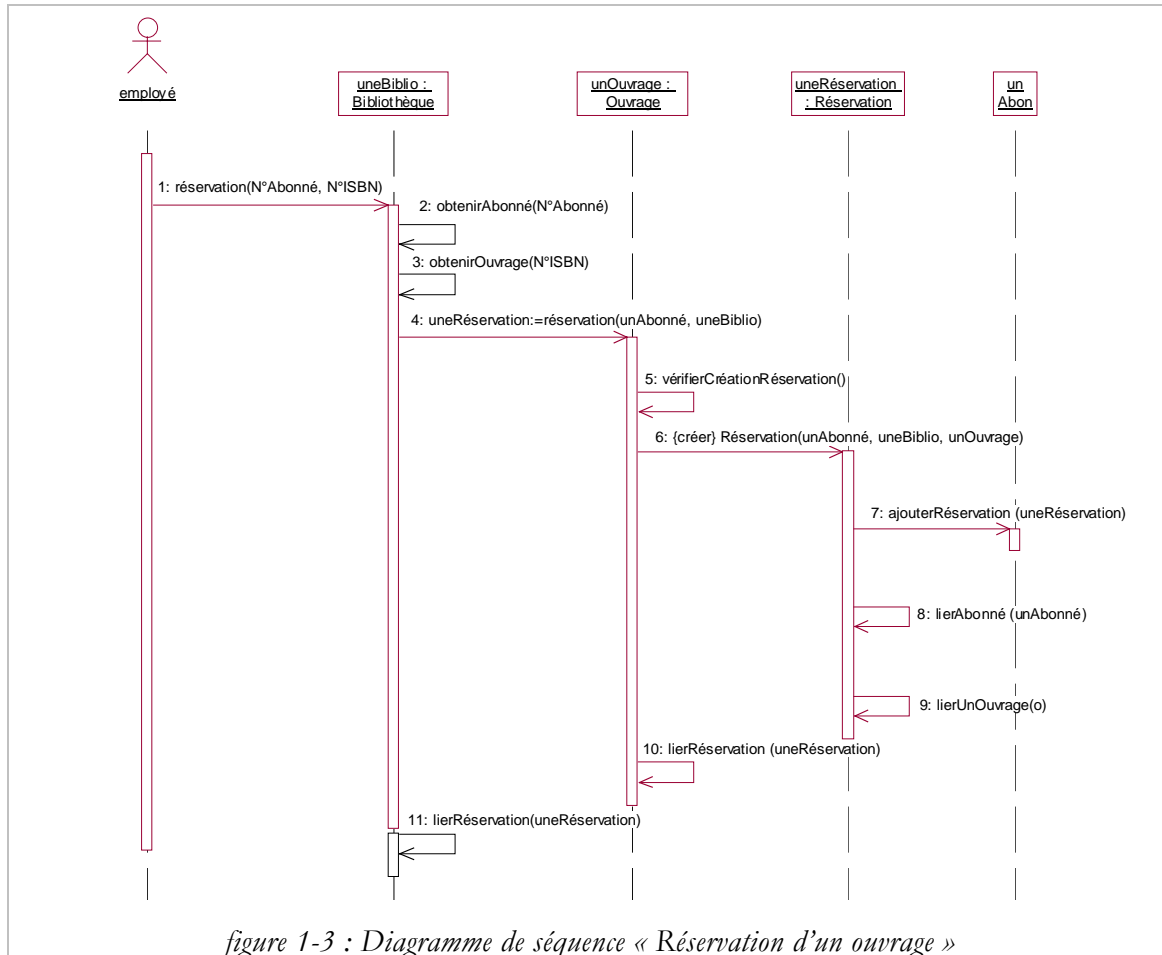 employé
uneBiblio :
Bibliothèque
unOuvrage :
Ouvrage
uneRéservation
: Réservation
un
Abon
1: réservation(N°Abonné, N°ISBN)
2: obtenirAbonné(N°Abonné)
3: obtenirOuvrage(N°ISBN)
4: uneRéservation:=réservation(unAbonné, uneBiblio)
5: vérifierCréationRéservation()
6: {créer} Réservation(unAbonné, uneBiblio, unOuvrage)
7: ajouterRéservation (uneRéservation)
8: lierAbonné (unAbonné)
9: lierUnOuvrage(o)
10: lierRéservation (uneRéservation)
11: lierRéservation(uneRéservation)
figure 1-3 : Diagramme de séquence « Réservation d’un ouvrage »